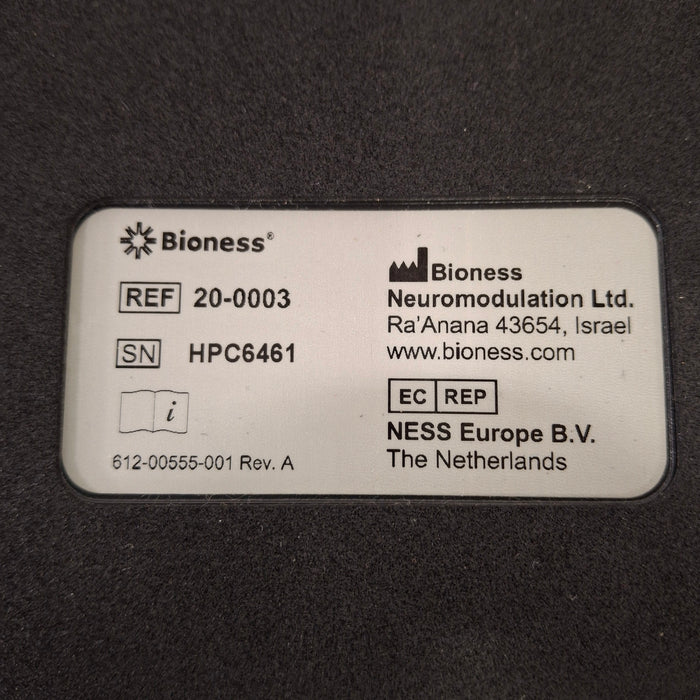 Bioness®
REF 20-0003
SN HPC6461
i
612-00555-001 Rev. A
Bioness
Neuromodulation Ltd.
Ra'Anana 43654, Israel
www.bioness.com
EC REP
NESS Europe B.V.
The Netherlands